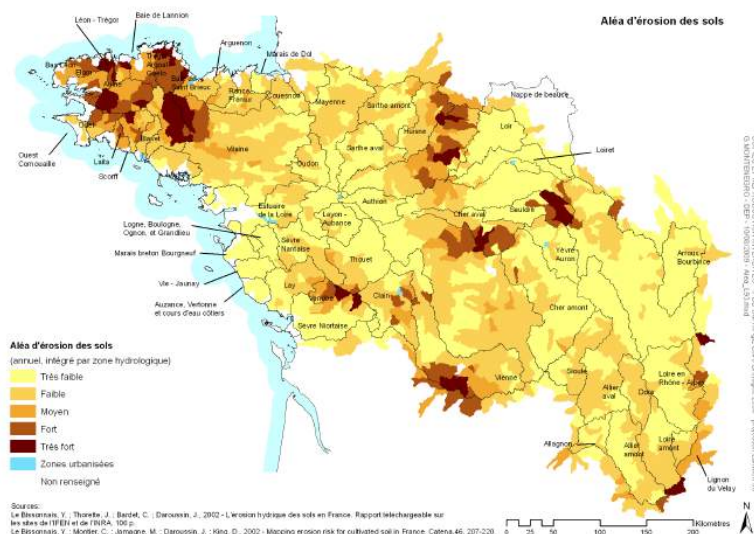 Aléa d'érosion des sols
Baie de Lannion
Léon - Trégor
Arguenon
Marais de Dol
Bas Léon
Elorn
Aulne
Saint Brieuc
Rance
Frémur
Couesnon
Mayenne
Sarthe amont
Huisne
Nappe de beauce
Loir
Loiret
Odet
Blavet
Vilaine
Oudon
Sarthe aval
Ouest
Cornouaille
Laïta
Scorff
Estuaire
de la Loire
Layon -
Aubance
Authion
Cher aval
Sauldre
Logne, Boulogne,
Ognon, et Grandlieu
Sèvre
Nantaise
Thouet
Yèvre
Auron
Arroux -
Bourbince
Marais breton Bourgneuf
Vie - Jaunay
Lay
Vendée
Clain
Auzance, Vertonne
et cours d'eau côtiers
Sèvre Niortaise
Cher amont
Vienne
Sioule
Allier
aval
Dore
Loire en
Rhône - Alpes
Allagnon
Allier
amont
Loire
amont
Lignon
du Velay
Aléa d'érosion des sols
(annuel, intégré par zone hydrologique)
Très faible
Faible
Moyen
Fort
Très fort
Zones urbanisées
Non renseigné
Sources:
Le Bissonnais, Y. ; Thorette, J. ; Bardet, C. ; Daroussin, J., 2002 - L'érosion hydrique des sols en France. Rapport téléchargeable sur
les sites de l'IFEN et de l'INRA, 106 p.
Le Bissonnais, Y. ; Montier, C. ; Jamagne, M. ; Daroussin, J. ; King, D., 2002 - Mapping erosion risk for cultivated soil in France. Catena,46, 207-220
0 25 50 100 150 200
Kilomètres
N